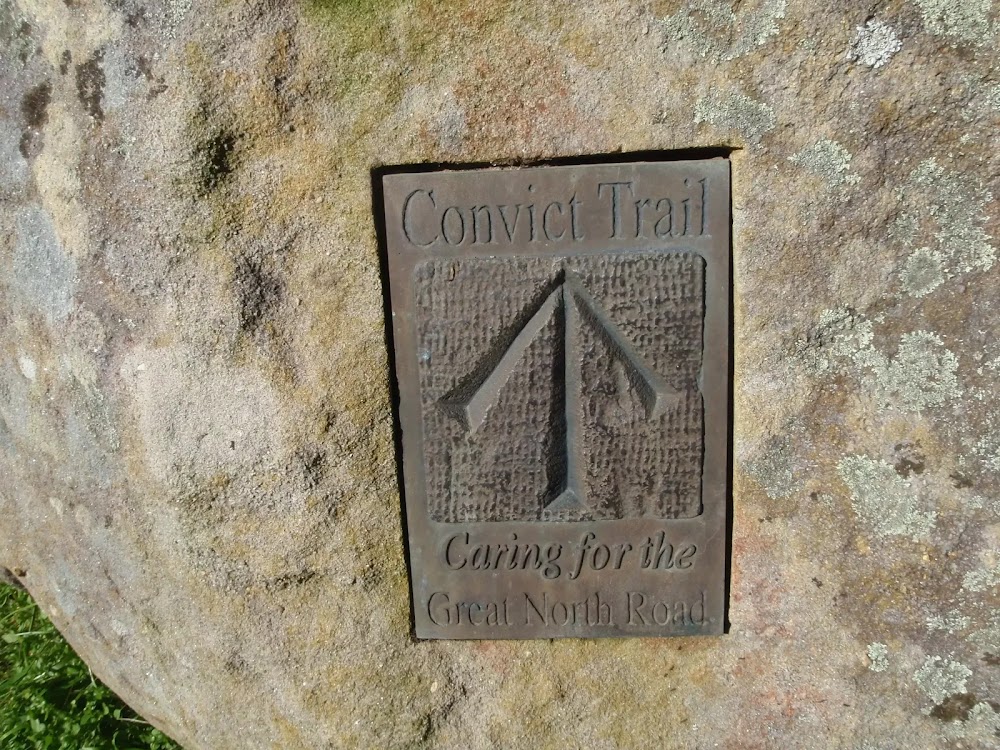 Convict Trail
Caring for the
Great North Road